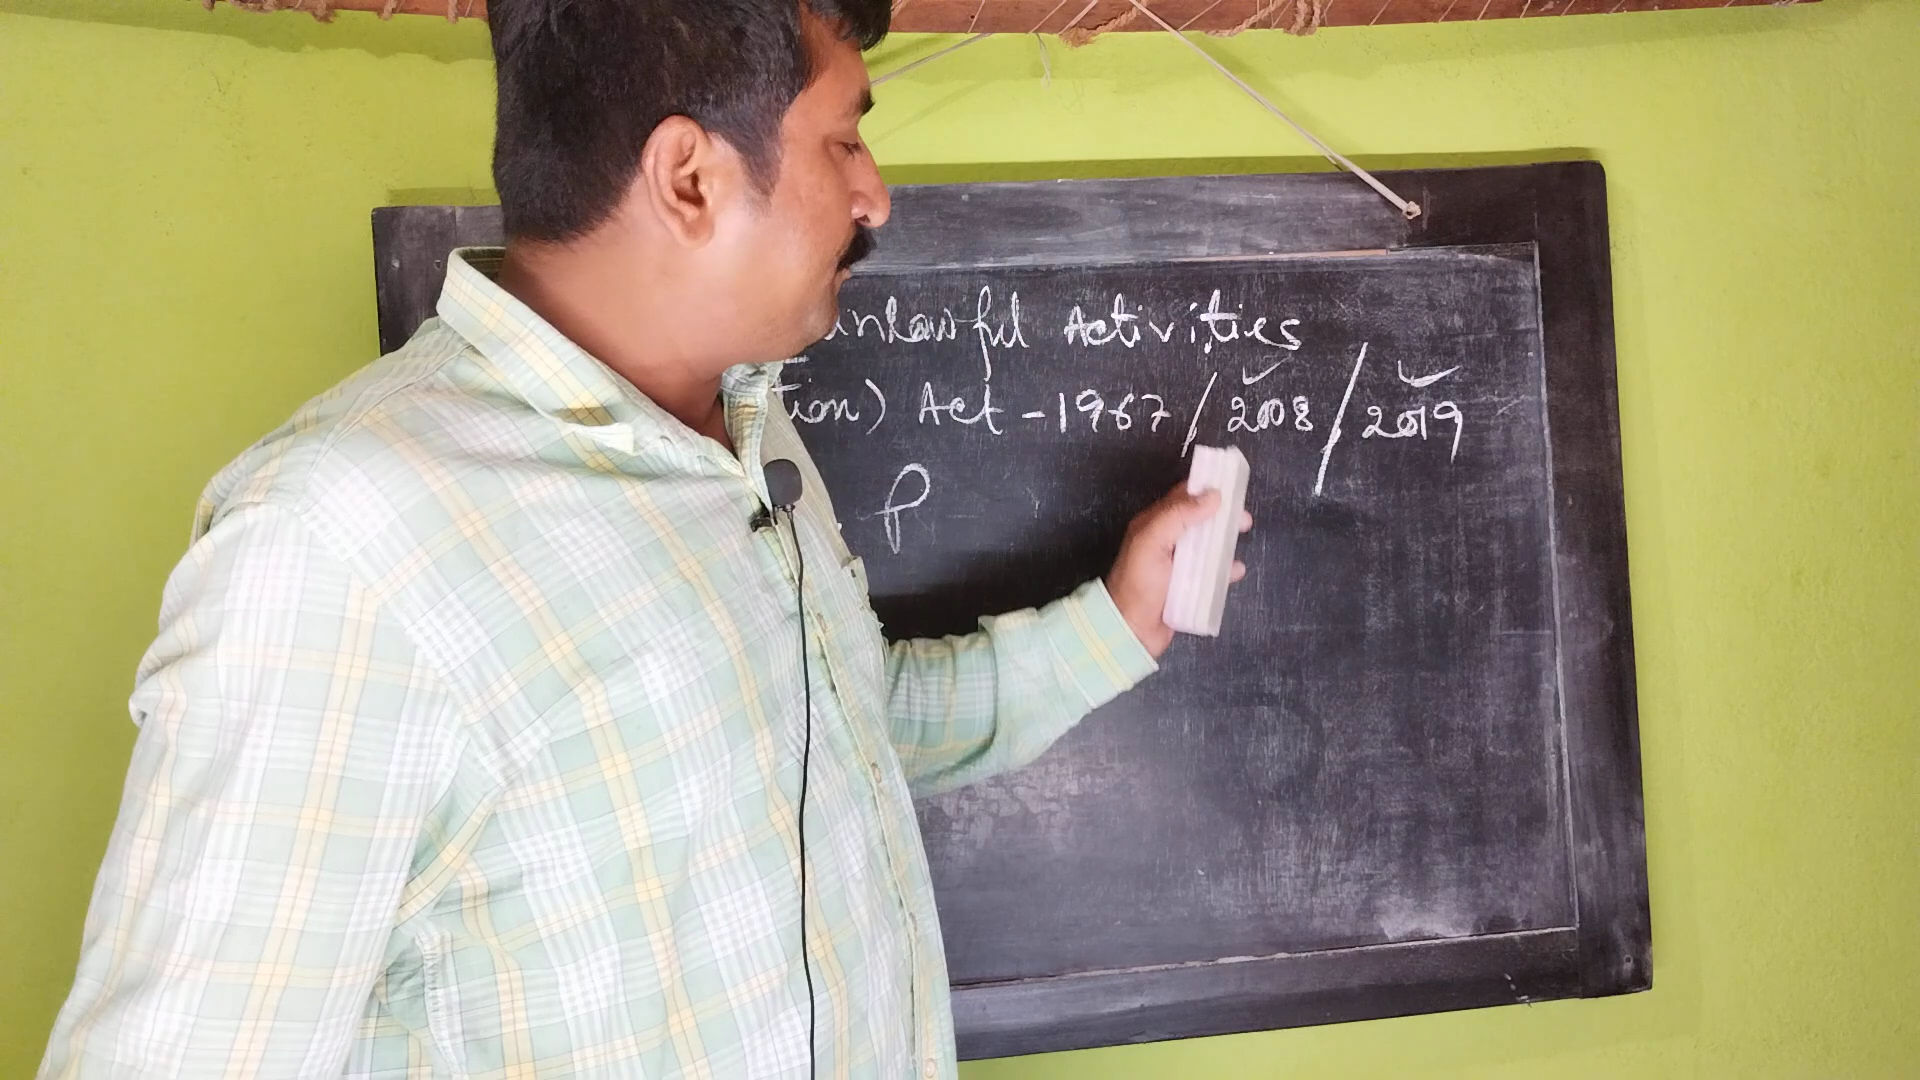 unlawful Activities
tion) Act - 1967 / 2008 / 2019
P